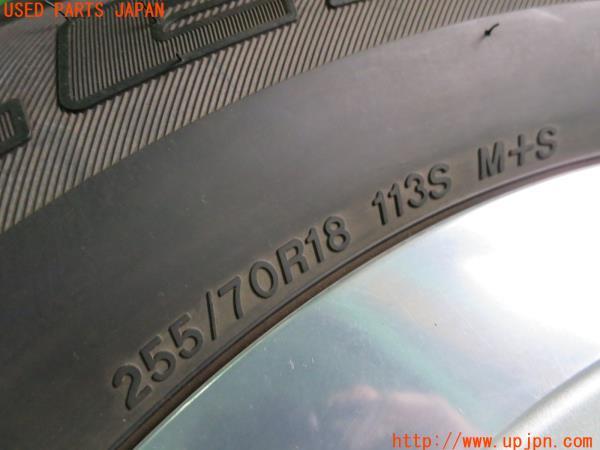 USED PARTS JAPAN
255/70R18 113S M+S
http://www.upjpn.com/